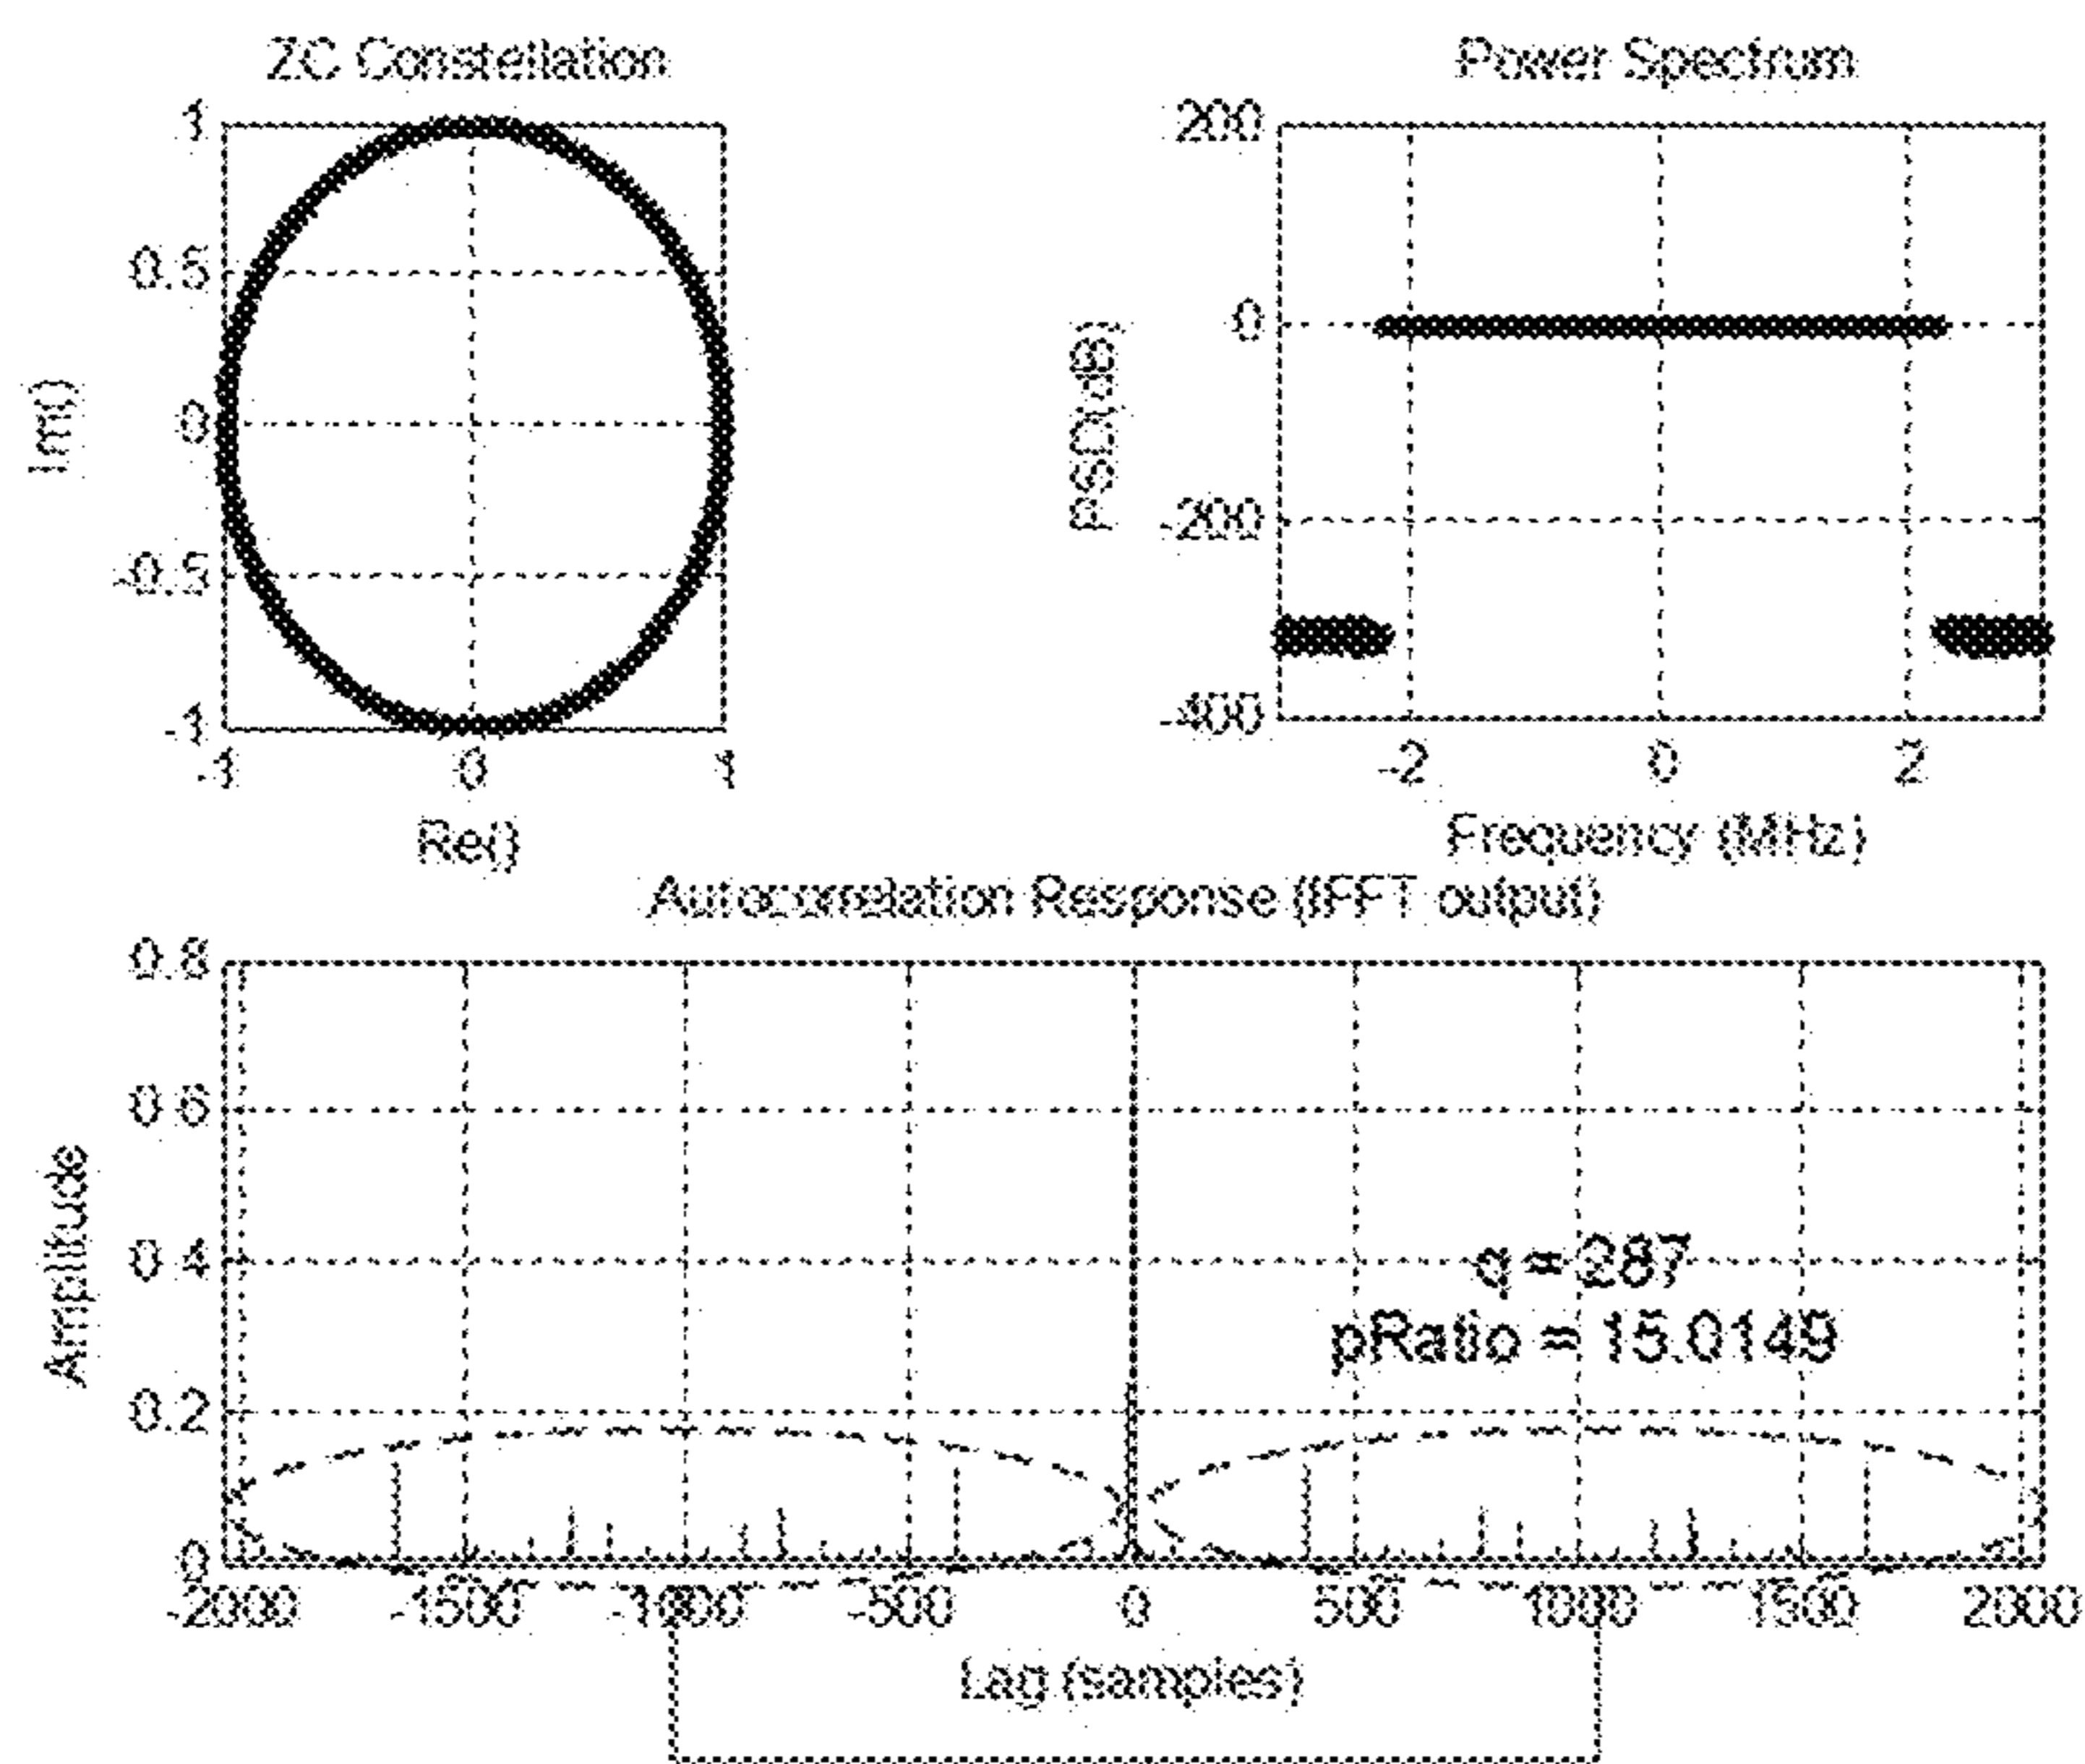 ZC Constellation
1
0.5
0
-0.5
-1
Im()
-1 0 1
Re()
Power Spectrum
200
0
-200
-400
PSD(dB)
-2 0 2
Frequency (MHz)
Autocorrelation Response (IFFT output)
0.8
0.6
0.4
0.2
0
Amplitude
q = 287
pRatio = 15.0149
-2000 -1500 -1000 -500 0 500 1000 1500 2000
Lag (samples)